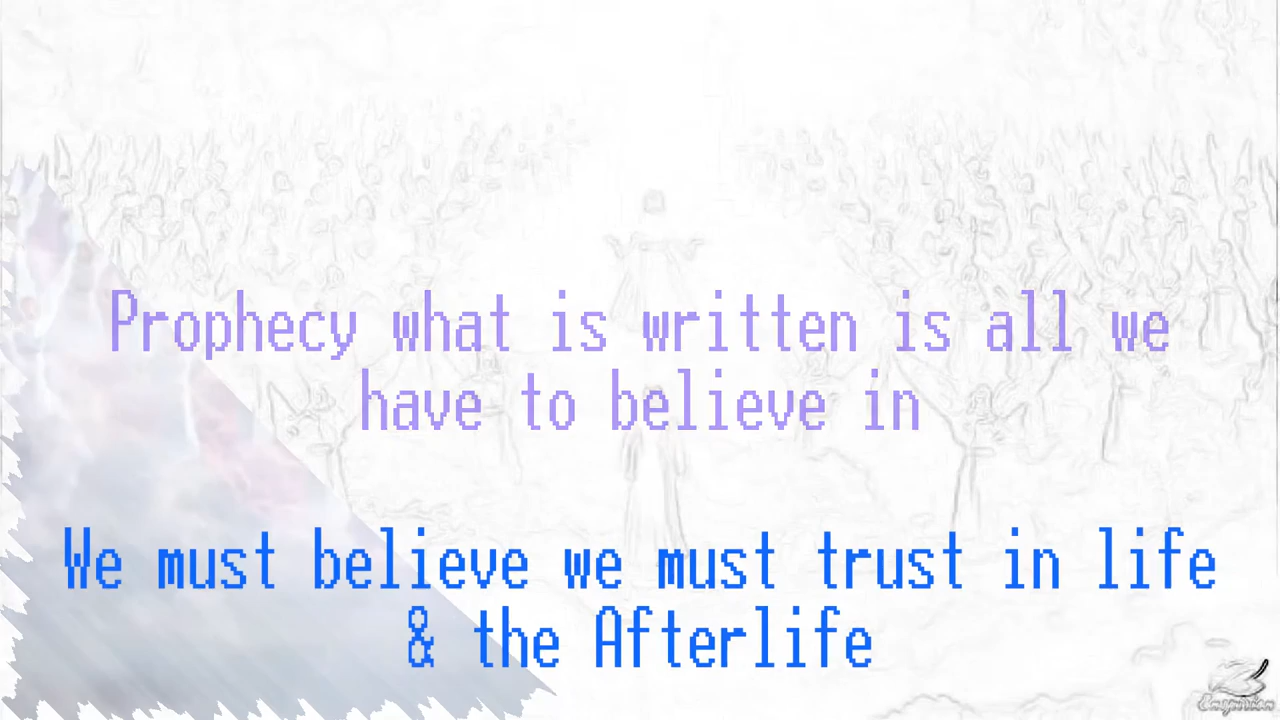 Prophecy what is written is all we
have to believe in
We must believe we must trust in life
& the Afterlife